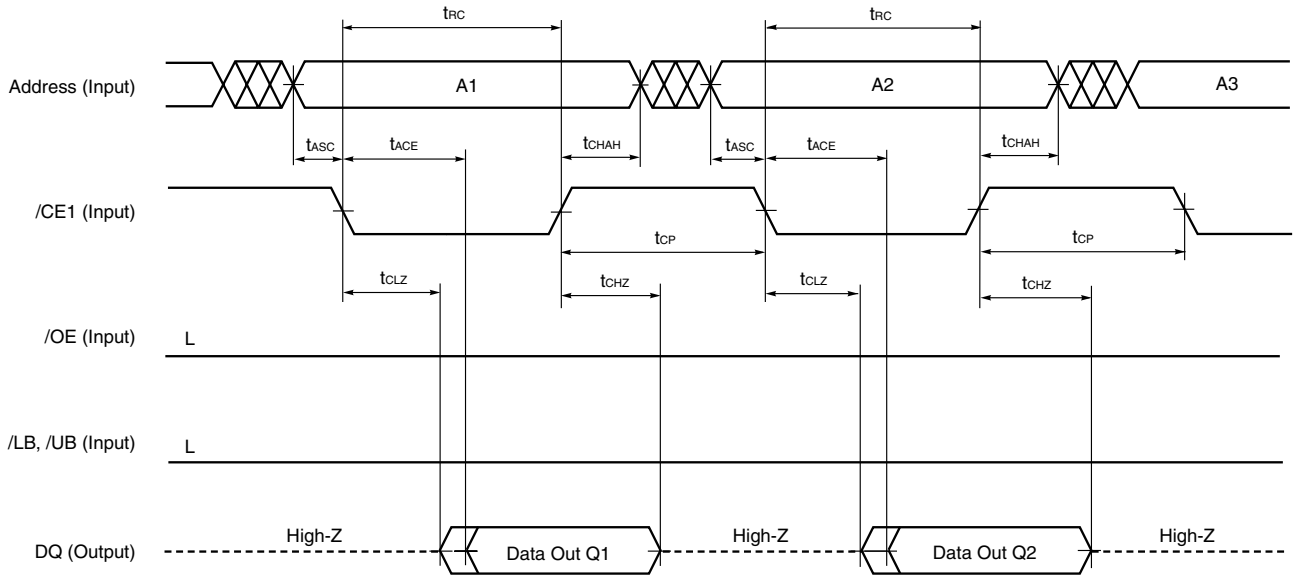 tRC tRC
Address (Input) A1 A2 A3
tASC tACE tCHAH tASC tACE tCHAH
/CE1 (Input)
tCP tCP
tCLZ tCHZ tCLZ tCHZ
/OE (Input) L
/LB, /UB (Input) L
High-Z High-Z High-Z
DQ (Output) Data Out Q1 Data Out Q2